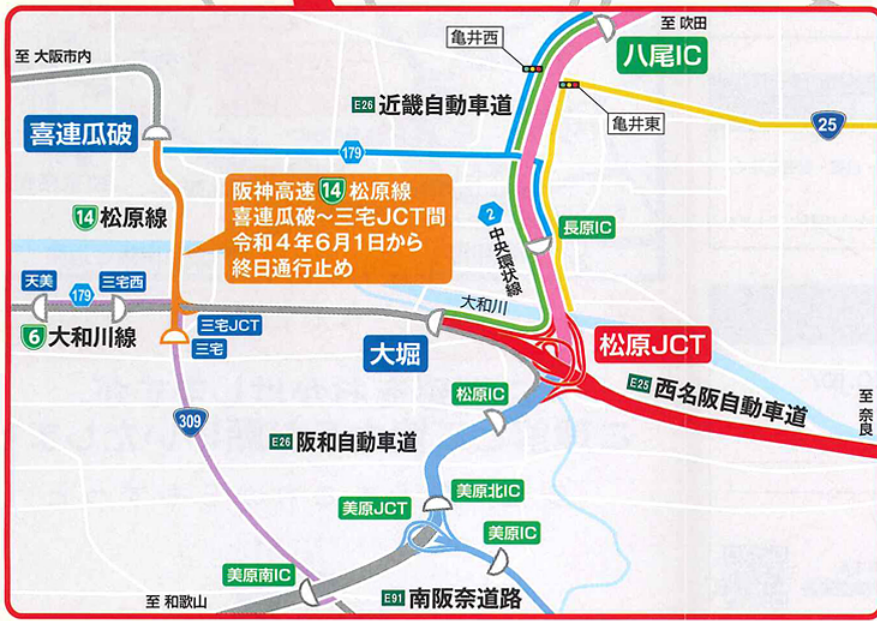 至 吹田
亀井西
八尾IC
至 大阪市内
E26 近畿自動車道
亀井東
25
喜連瓜破
179
阪神高速 14 松原線
喜連瓜破～三宅JCT間
令和4年6月1日から
終日通行止め
14 松原線
2
中央環状線
長原IC
天美
179
三宅西
大和川
6 大和川線
三宅JCT
三宅
大堀
松原JCT
E25 西名阪自動車道
至 奈良
松原IC
309
E26 阪和自動車道
美原北IC
美原JCT
美原IC
美原南IC
至 和歌山
E91 南阪奈道路